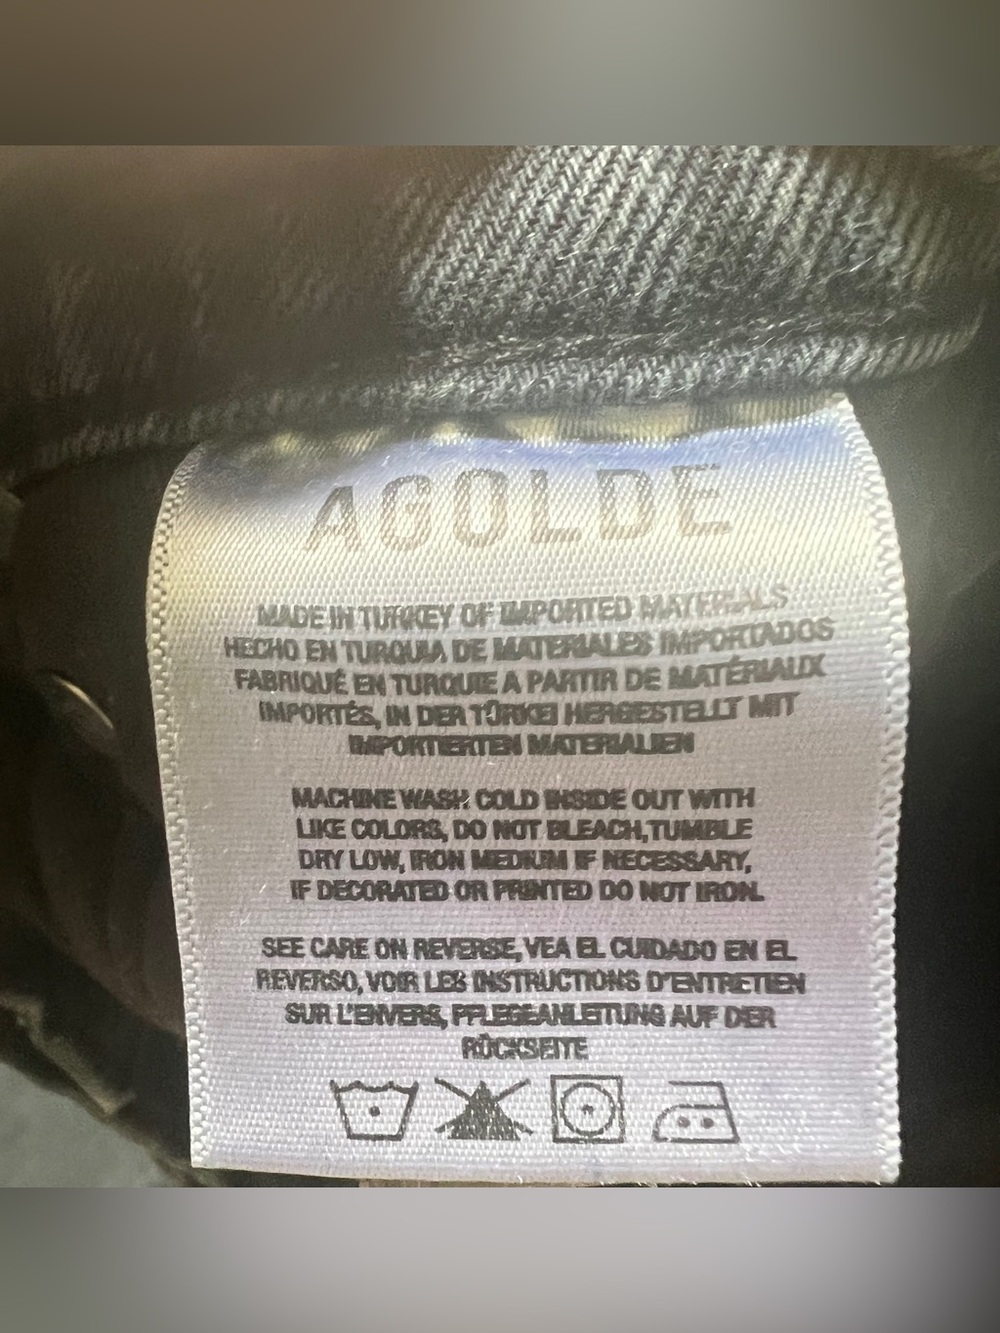 AGOLDE
MADE IN TURKEY OF IMPORTED MATERIALS
HECHO EN TURQUIA DE MATERIALES IMPORTADOS
FABRIQUÉ EN TURQUIE A PARTIR DE MATÉRIAUX
IMPORTÉS, IN DER TÜRKEI HERGESTELLT MIT
IMPORTIERTEN MATERIALIEN
MACHINE WASH COLD INSIDE OUT WITH
LIKE COLORS, DO NOT BLEACH, TUMBLE
DRY LOW, IRON MEDIUM IF NECESSARY,
IF DECORATED OR PRINTED DO NOT IRON.
SEE CARE ON REVERSE, VEA EL CUIDADO EN EL
REVERSO, VOIR LES INSTRUCTIONS D'ENTRETIEN
SUR L'ENVERS, PFLEGEANLEITUNG AUF DER
RÜCKSEITE